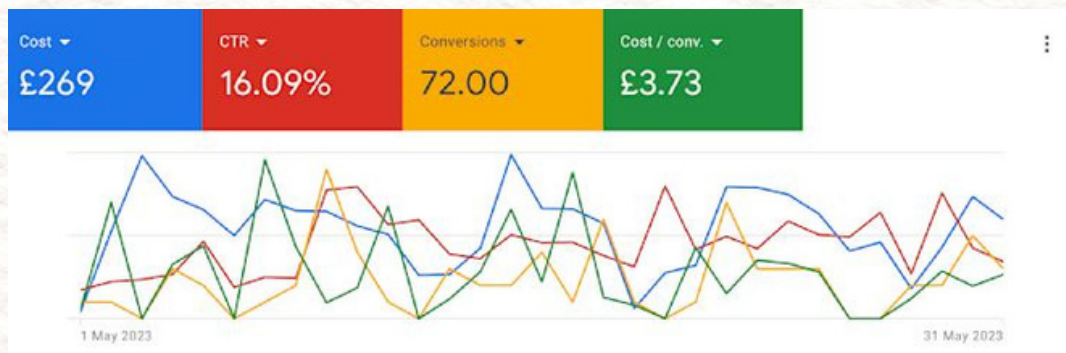 Cost CTR Conversions Cost / conv.
£269 16.09% 72.00 £3.73
1 May 2023 31 May 2023